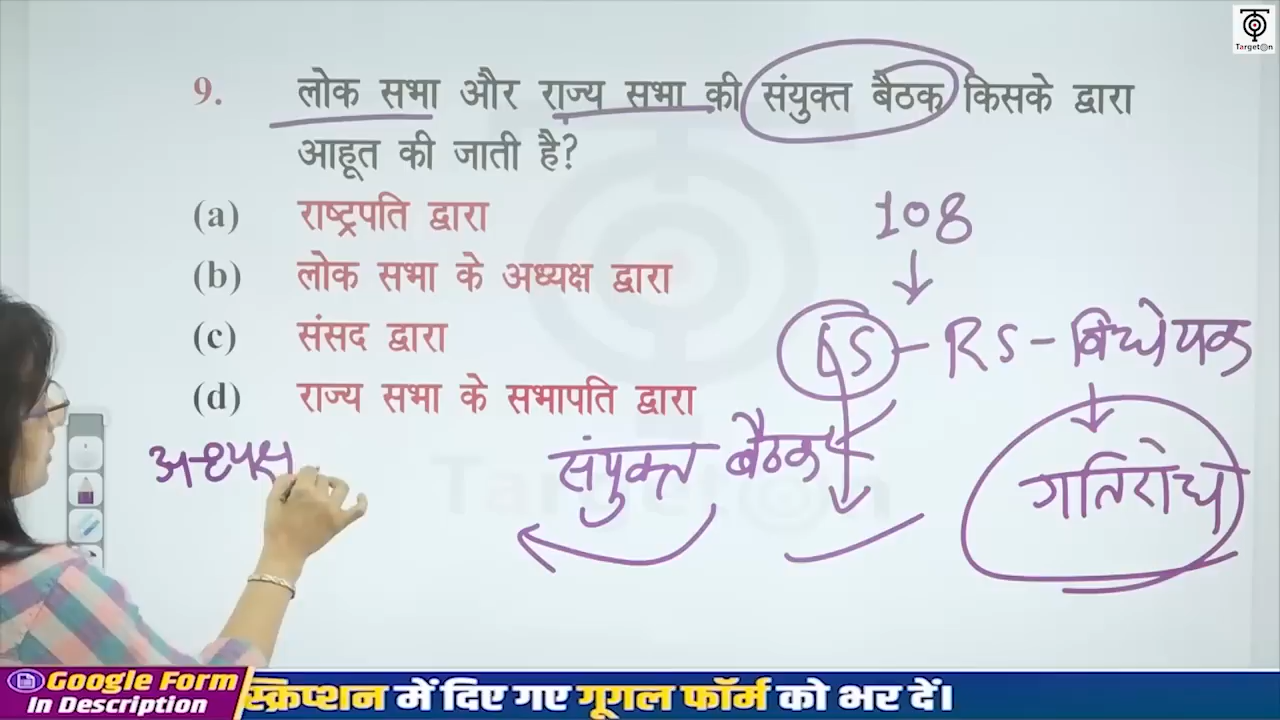 Target On
9. लोक सभा और राज्य सभा की संयुक्त बैठक किसके द्वारा
आहूत की जाती है?
(a) राष्ट्रपति द्वारा
(b) लोक सभा के अध्यक्ष द्वारा
(c) संसद द्वारा
(d) राज्य सभा के सभापति द्वारा
108
LS - RS - विधेयक
गतिरोध
संयुक्त बैठक
अध्यक्ष
Google Form
In Description
स्क्रिप्शन में दिए गए गूगल फॉर्म को भर दें।